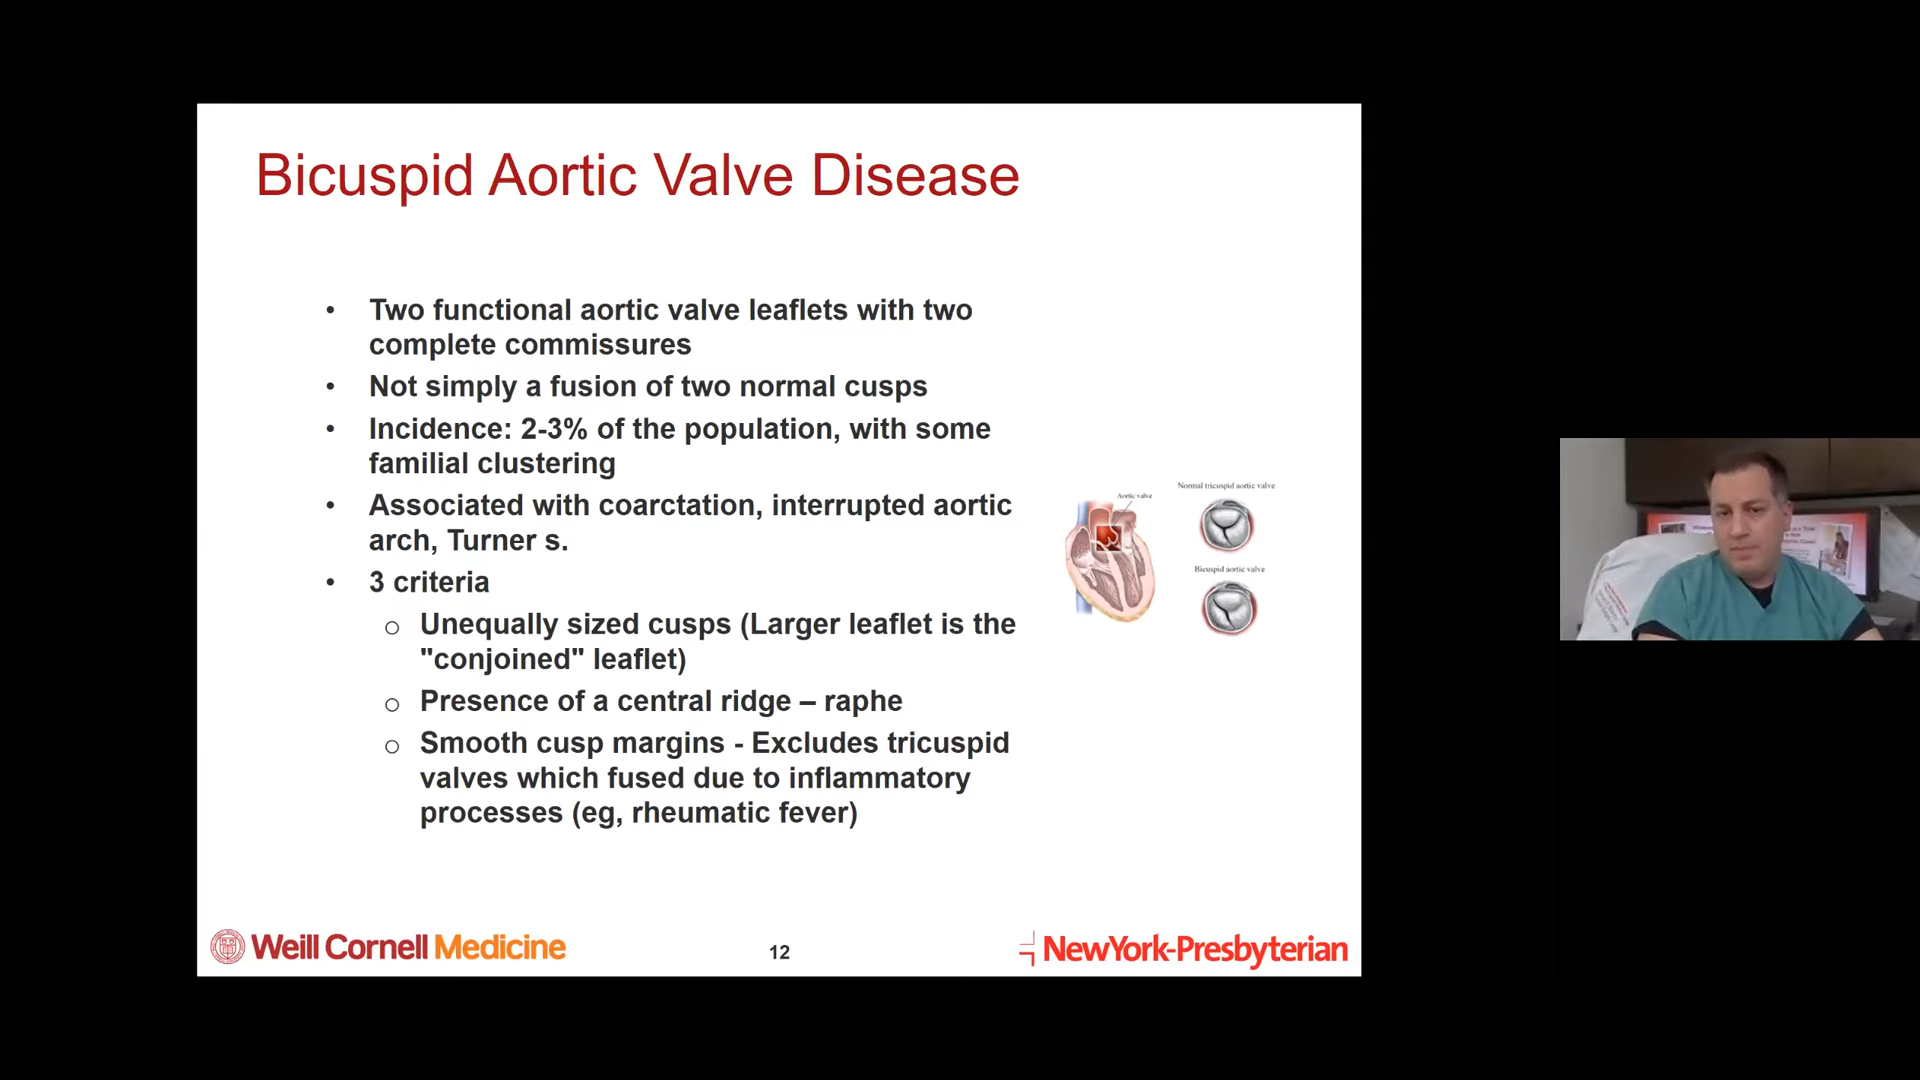 Bicuspid Aortic Valve Disease
• Two functional aortic valve leaflets with two
complete commissures
• Not simply a fusion of two normal cusps
• Incidence: 2-3% of the population, with some
familial clustering
• Associated with coarctation, interrupted aortic
arch, Turner s.
• 3 criteria
o Unequally sized cusps (Larger leaflet is the
"conjoined" leaflet)
o Presence of a central ridge – raphe
o Smooth cusp margins - Excludes tricuspid
valves which fused due to inflammatory
processes (eg, rheumatic fever)
Aortic valve
Normal tricuspid aortic valve
Bicuspid aortic valve
Weill Cornell Medicine
12
NewYork-Presbyterian